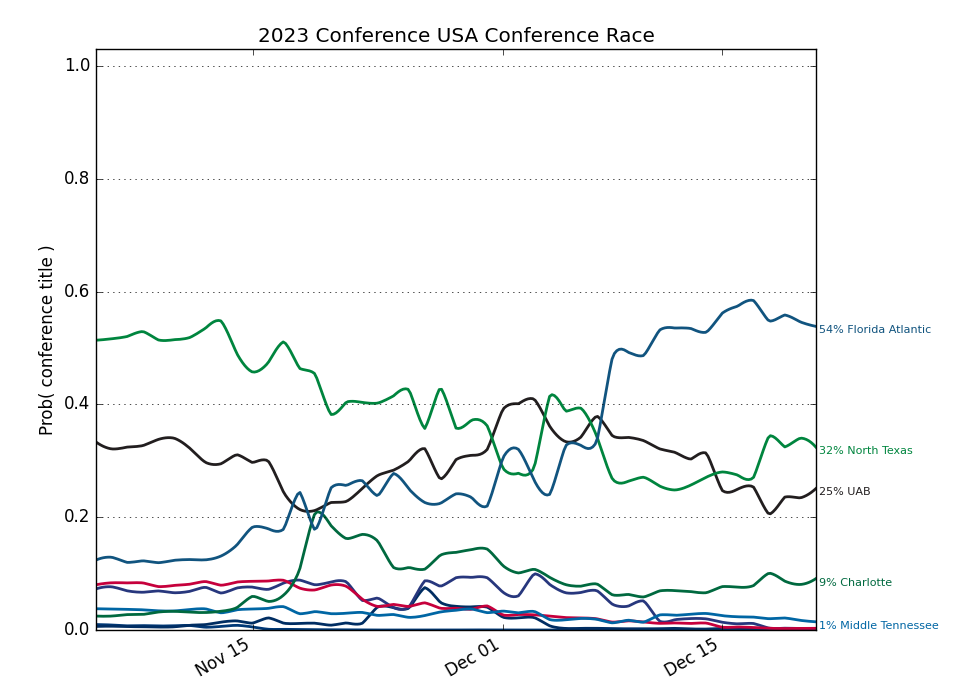 2023 Conference USA Conference Race
Prob( conference title )
1.0
0.8
0.6
0.4
0.2
0.0
Nov 15
Dec 01
Dec 15
54% Florida Atlantic
32% North Texas
25% UAB
9% Charlotte
1% Middle Tennessee